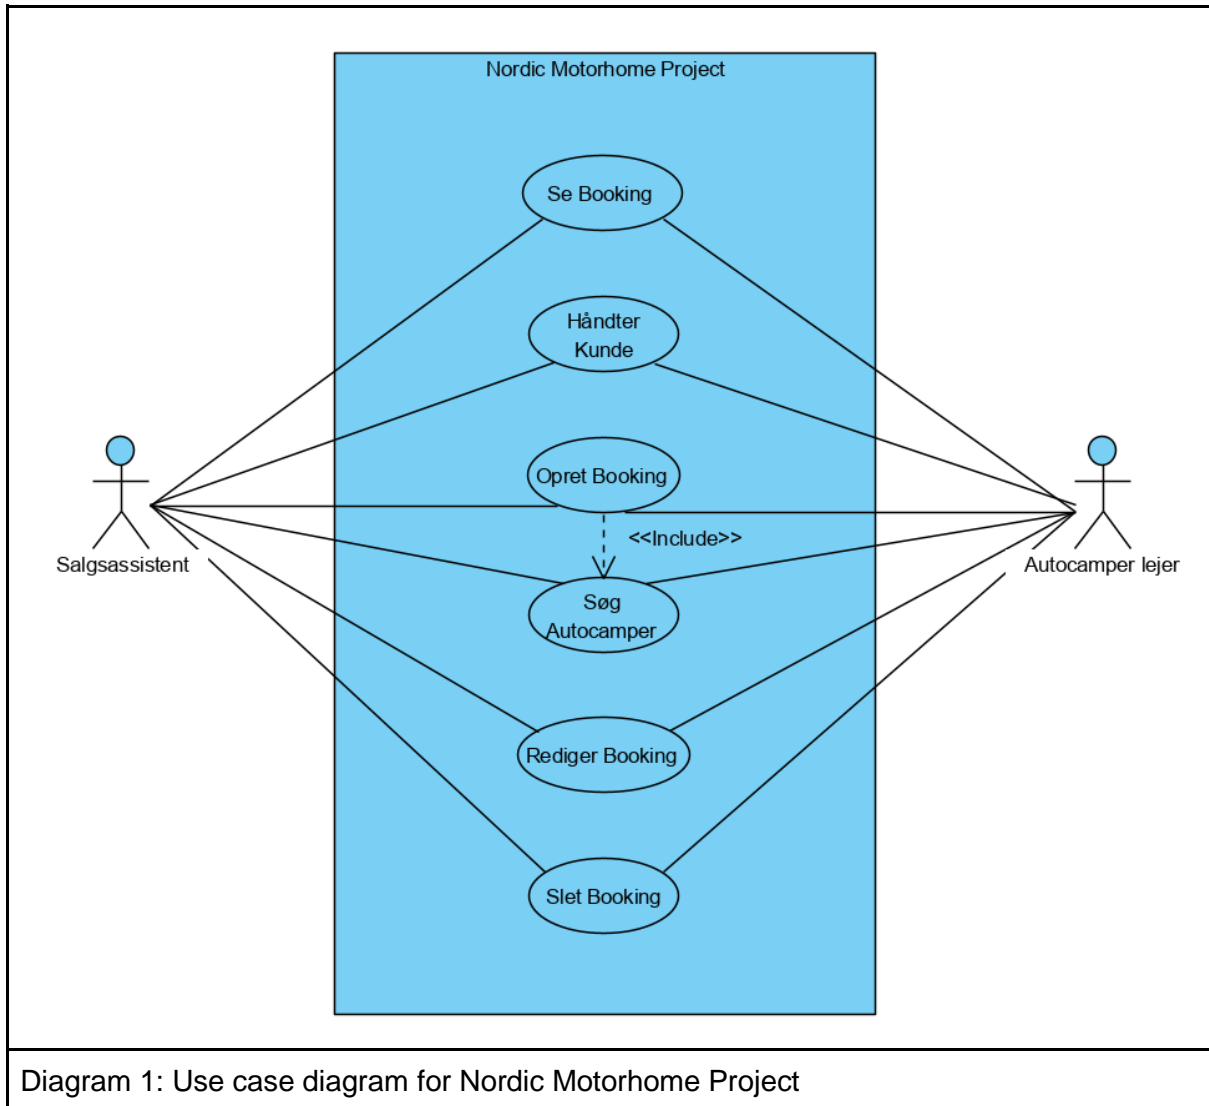 Nordic Motorhome Project
Se Booking
Håndter
Kunde
Opret Booking
<<Include>>
Søg
Autocamper
Rediger Booking
Slet Booking
Salgsassistent
Autocamper lejer
Diagram 1: Use case diagram for Nordic Motorhome Project